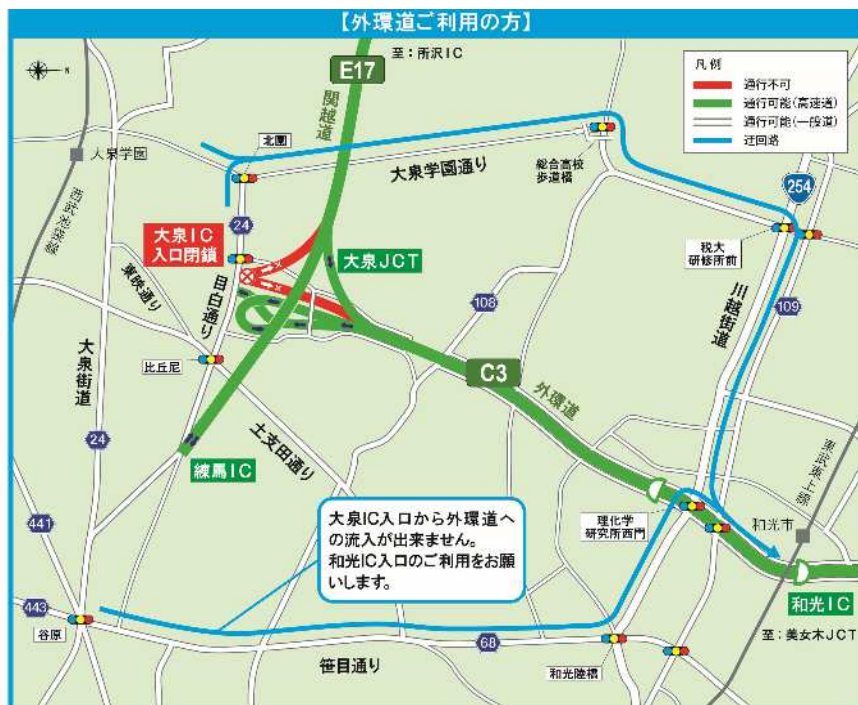 【外環道ご利用の方】
至：所沢IC
E17
関越道
凡例
通行不可
通行可能(高速道)
通行可能(一般道)
迂回路
N
大泉学園
西武池袋線
北園
大泉学園通り
総合高校
歩道橋
254
24
大泉IC
入口閉鎖
大泉JCT
税大
研修所前
東映通り
目白通り
108
川越街道
109
大泉街道
比丘尼
C3
外環道
24
土支田通り
練馬IC
東武東上線
441
大泉IC入口から外環道へ
の流入が出来ません。
和光IC入口のご利用をお願
いします。
理化学
研究所西門
和光市
和光IC
443
谷原
68
至：美女木JCT
笹目通り
和光陸橋